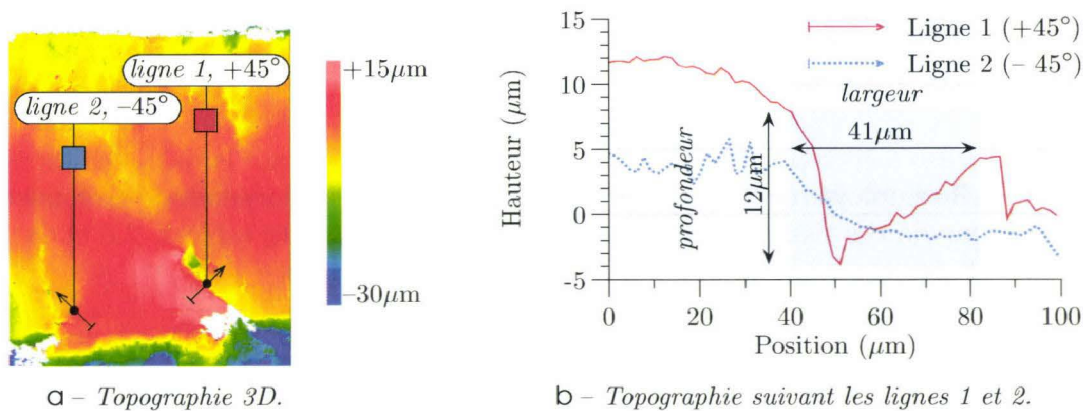 ligne 1, +45°
ligne 2, –45°
+15μm
–30μm
a – Topographie 3D.
15
10
5
0
-5
Hauteur (μm)
Ligne 1 (+45°)
Ligne 2 (– 45°)
largeur
41μm
profondeur
12μm
0
20
40
60
80
100
Position (μm)
b – Topographie suivant les lignes 1 et 2.